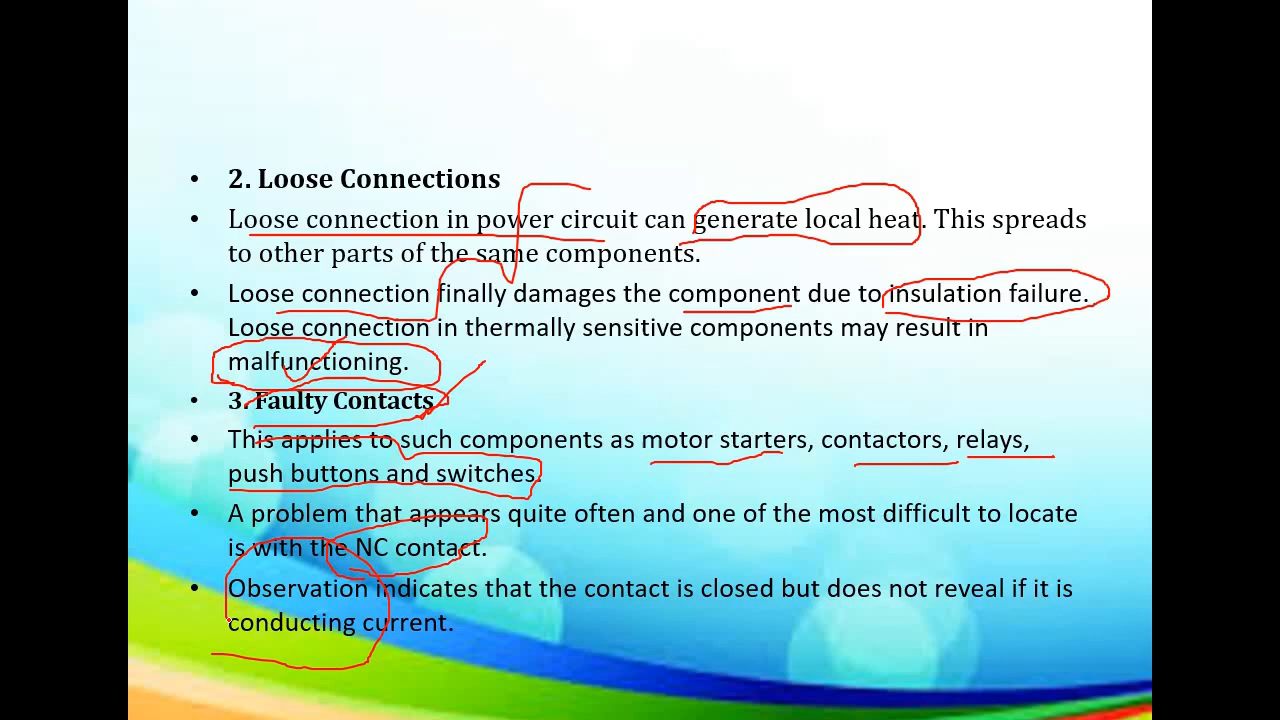 • 2. Loose Connections
• Loose connection in power circuit can generate local heat. This spreads
to other parts of the same components.
• Loose connection finally damages the component due to insulation failure.
Loose connection in thermally sensitive components may result in
malfunctioning.
• 3. Faulty Contacts
• This applies to such components as motor starters, contactors, relays,
push buttons and switches.
• A problem that appears quite often and one of the most difficult to locate
is with the NC contact.
• Observation indicates that the contact is closed but does not reveal if it is
conducting current.